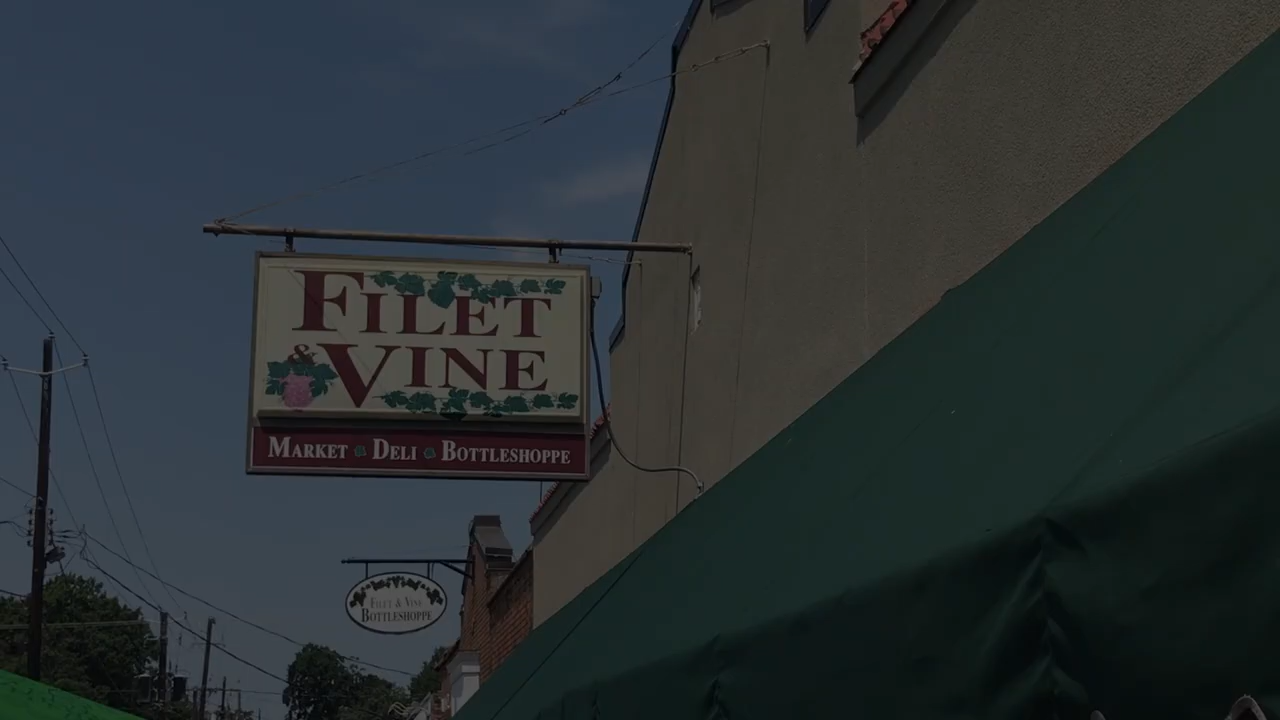 FILET
& VINE
MARKET DELI BOTTLESHOPPE
FILET & VINE
BOTTLESHOPPE